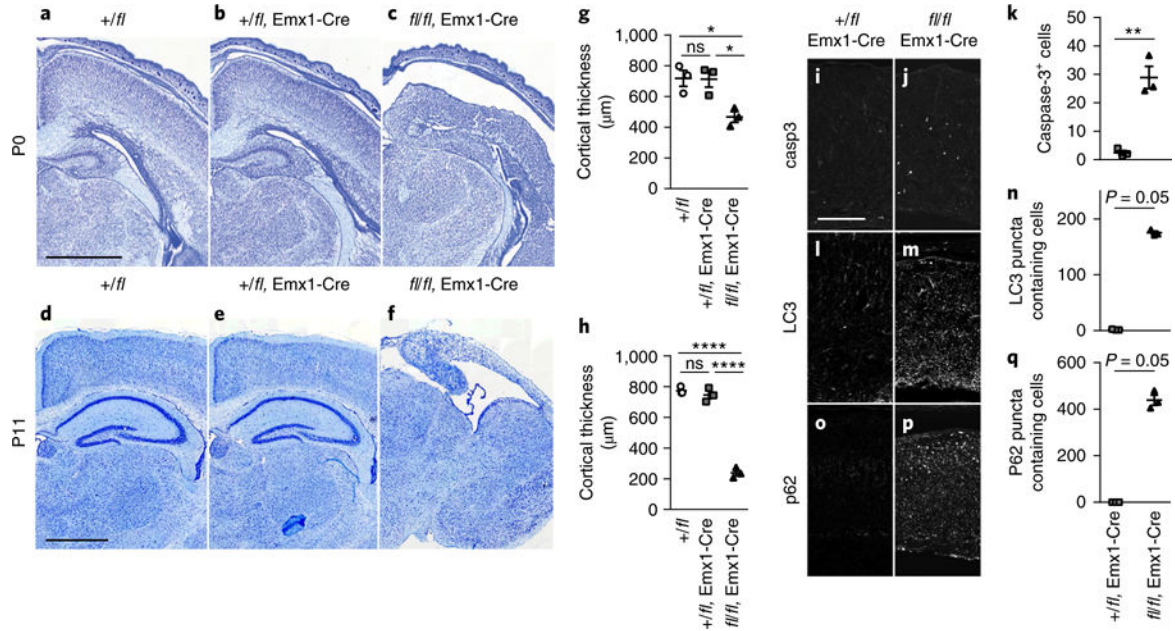 a +/fl b +/fl, Emx1-Cre c fl/fl, Emx1-Cre
P0
+/fl +/fl, Emx1-Cre fl/fl, Emx1-Cre
d e f
P11
g
1,000
800
600
400
200
0
Cortical thickness
(μm)
*
ns *
+/fl
+/fl, Emx1-Cre
fl/fl, Emx1-Cre
h
1,000
800
600
400
200
0
Cortical thickness
(μm)
****
ns ****
+/fl
+/fl, Emx1-Cre
fl/fl, Emx1-Cre
+/fl fl/fl
Emx1-Cre Emx1-Cre
i j
casp3
l m
LC3
o p
p62
k
50
40
30
20
10
0
Caspase-3+ cells
**
n
P = 0.05
200
100
0
LC3 puncta
containing cells
q
P = 0.05
600
400
200
0
P62 puncta
containing cells
+/fl, Emx1-Cre
fl/fl, Emx1-Cre